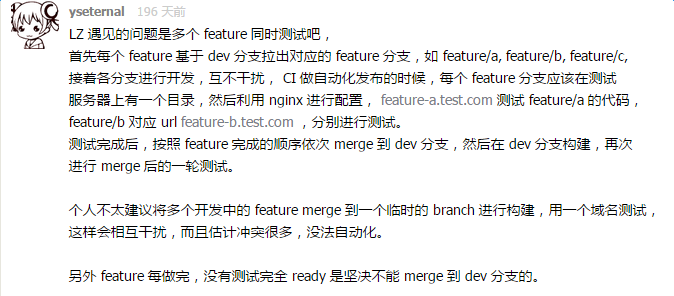 yseternal 196 天前
LZ 遇见的问题是多个 feature 同时测试吧，
首先每个 feature 基于 dev 分支拉出对应的 feature 分支，如 feature/a, feature/b, feature/c,
接着各分支进行开发，互不干扰， CI 做自动化发布的时候，每个 feature 分支应该在测试
服务器上有一个目录，然后利用 nginx 进行配置， feature-a.test.com 测试 feature/a 的代码，
feature/b 对应 url feature-b.test.com ，分别进行测试。
测试完成后，按照 feature 完成的顺序依次 merge 到 dev 分支，然后在 dev 分支构建，再次
进行 merge 后的一轮测试。
个人不太建议将多个开发中的 feature merge 到一个临时的 branch 进行构建，用一个域名测试，
这样会相互干扰，而且估计冲突很多，没法自动化。
另外 feature 每做完，没有测试完全 ready 是坚决不能 merge 到 dev 分支的。